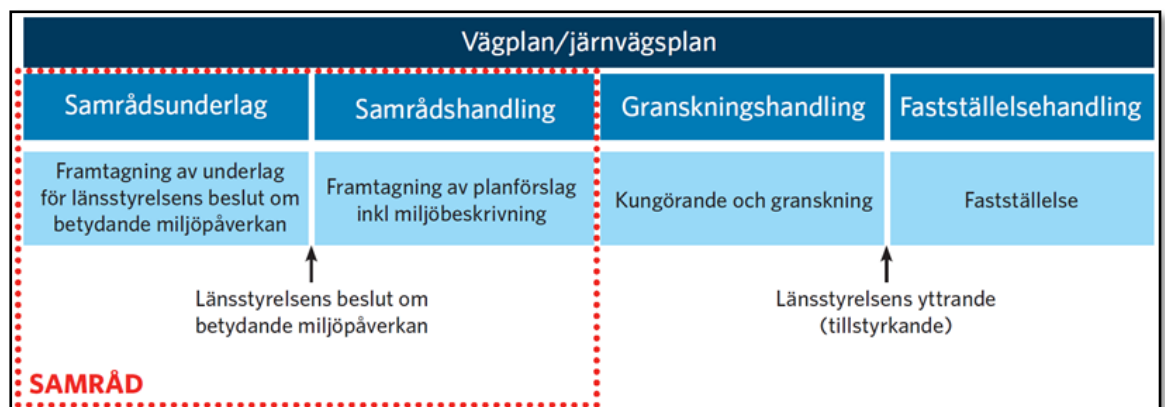 Vägplan/järnvägsplan
Samrådsunderlag
Samrådshandling
Granskningshandling
Fastställelsehandling
Framtagning av underlag
för länsstyrelsens beslut om
betydande miljöpåverkan
Framtagning av planförslag
inkl miljöbeskrivning
Kungörande och granskning
Fastställelse
Länsstyrelsens beslut om
betydande miljöpåverkan
Länsstyrelsens yttrande
(tillstyrkande)
SAMRÅD